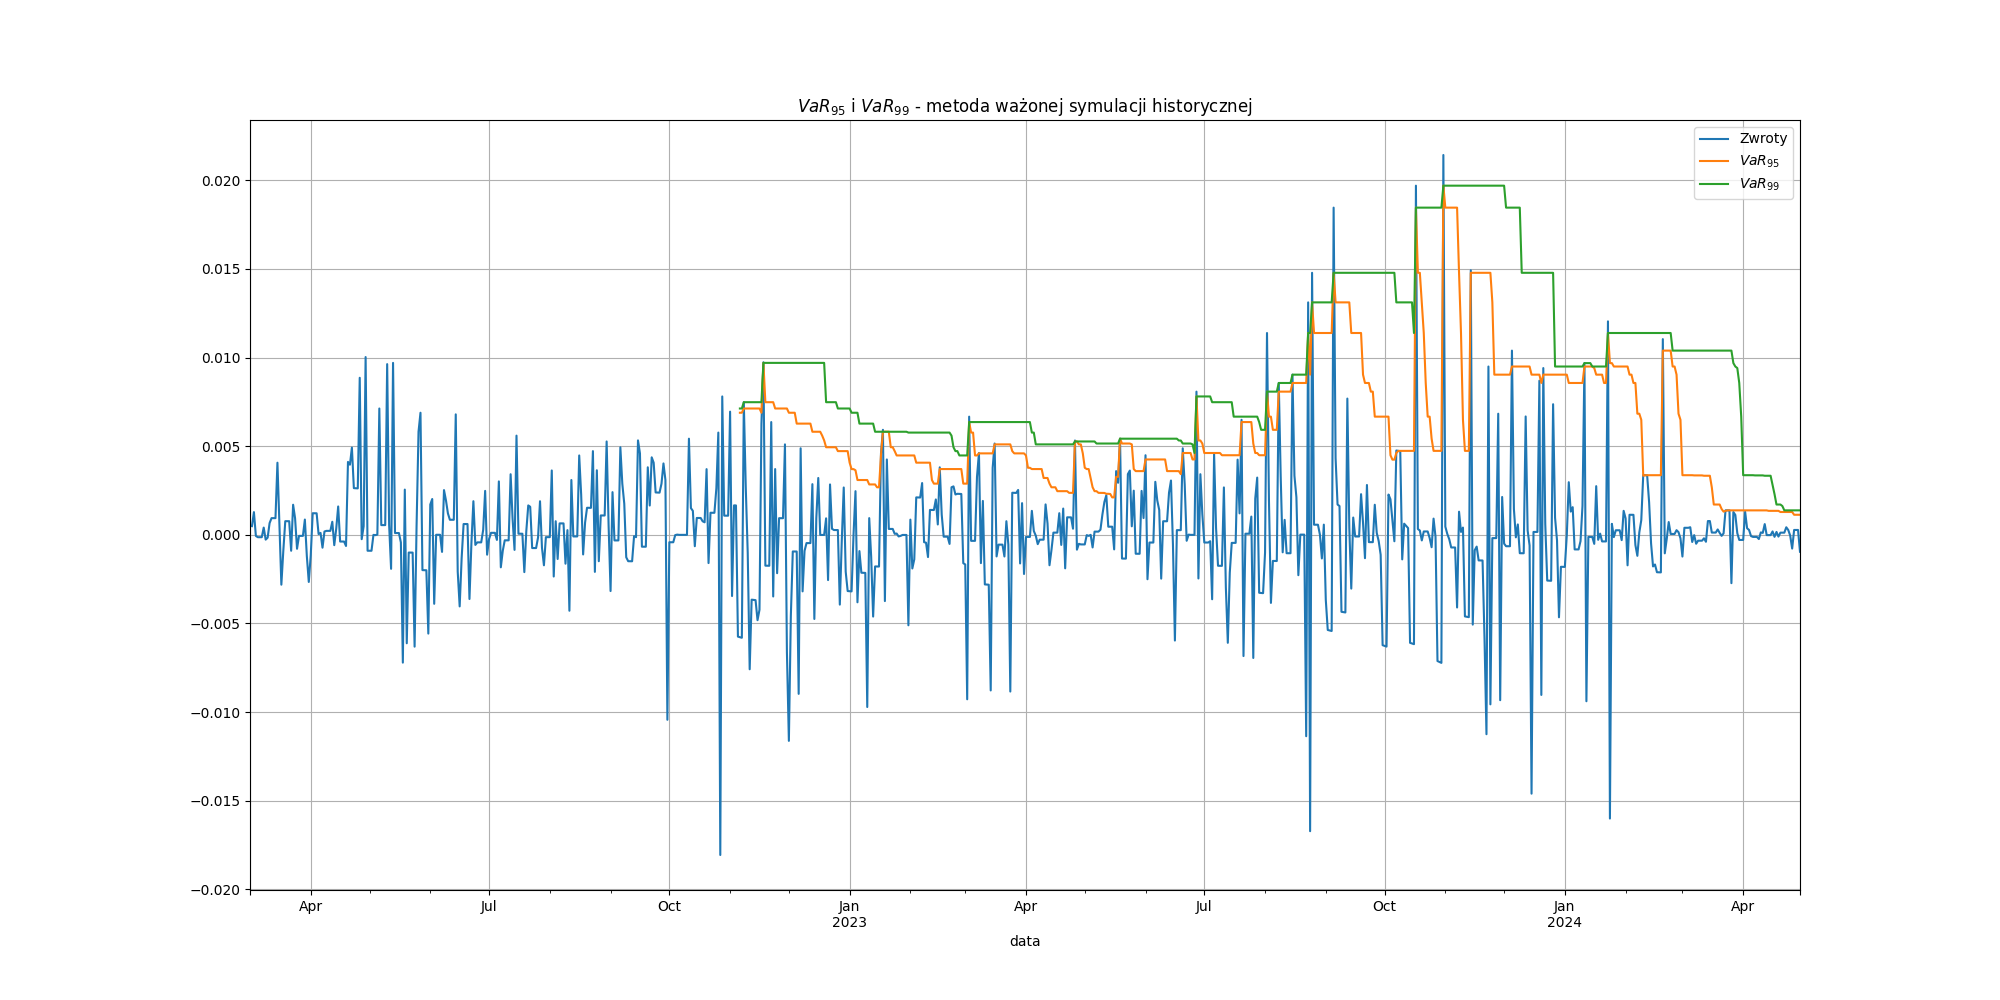 VaR95 i VaR99 - metoda ważonej symulacji historycznej
Zwroty
VaR95
VaR99
0.020
0.015
0.010
0.005
0.000
−0.005
−0.010
−0.015
−0.020
Apr Jul Oct Jan Apr Jul Oct Jan Apr
2023 2024
data